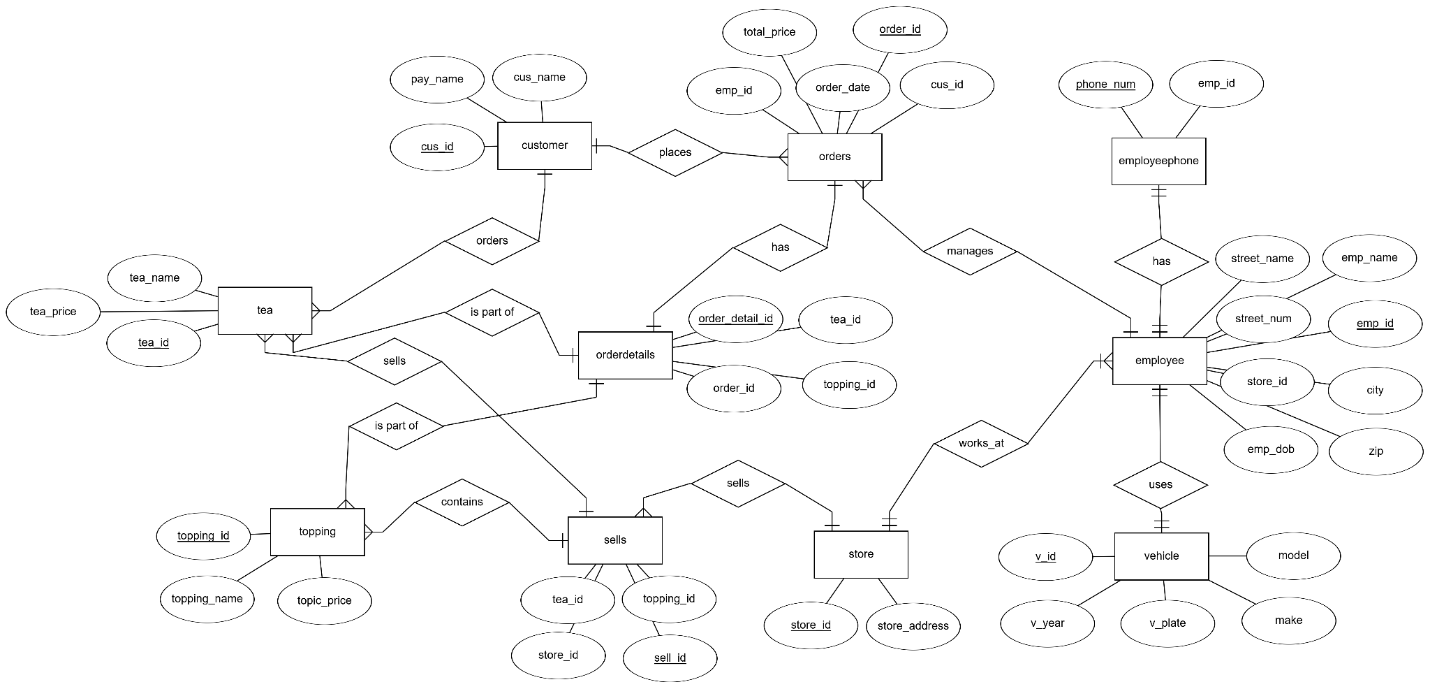 total_price
order_id
pay_name
cus_name
emp_id
order_date
cus_id
phone_num
emp_id
cus_id
customer
places
orders
employeephone
orders
has
manages
has
street_name
emp_name
tea_name
tea_price
tea
is part of
order_detail_id
tea_id
street_num
emp_id
tea_id
sells
orderdetails
employee
order_id
topping_id
store_id
city
is part of
works_at
emp_dob
zip
contains
sells
uses
topping_id
topping
sells
store
v_id
vehicle
model
topping_name
topic_price
tea_id
topping_id
store_id
store_address
v_year
v_plate
make
store_id
sell_id